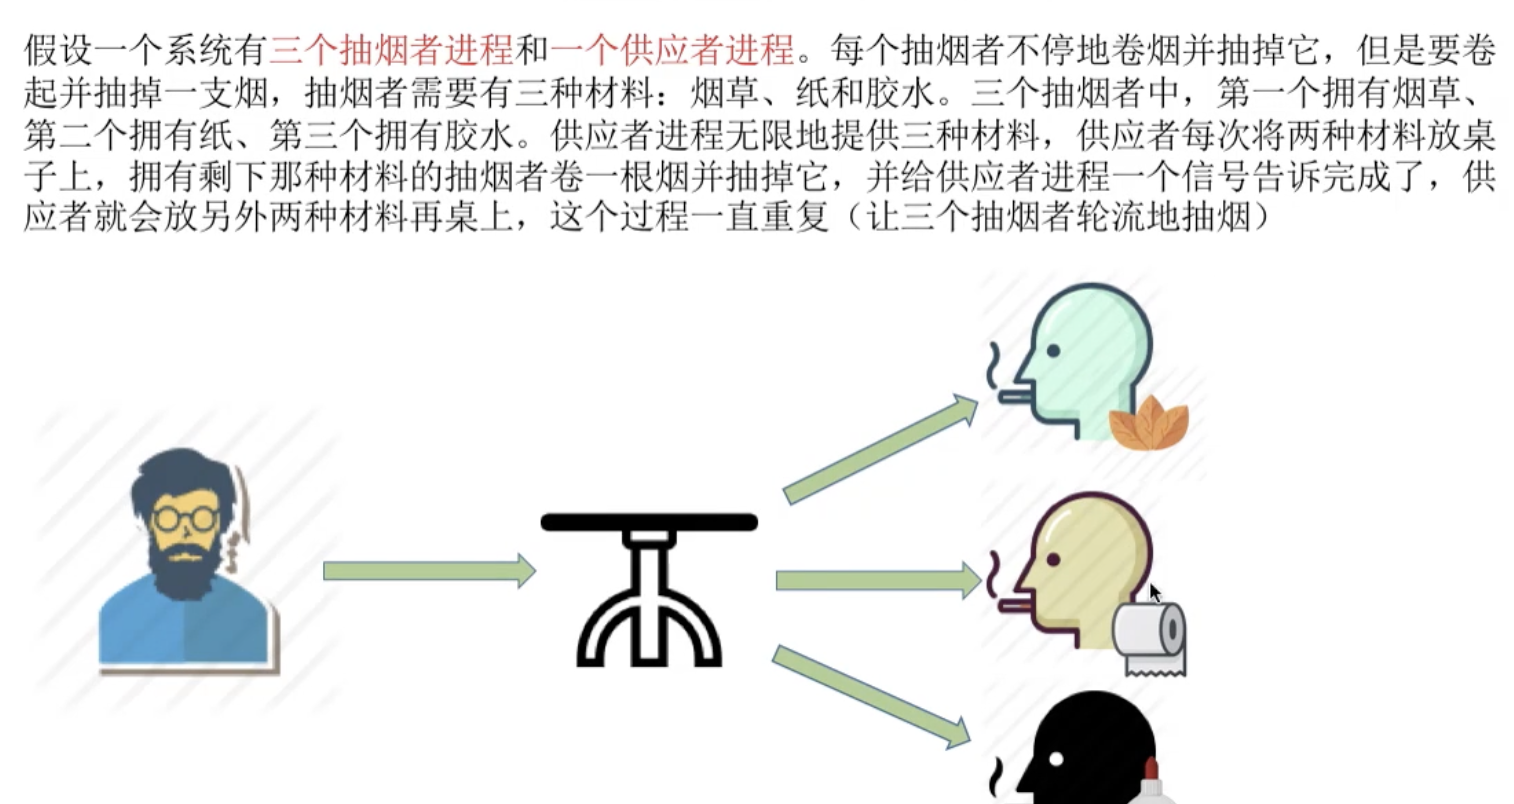 假设一个系统有三个抽烟者进程和一个供应者进程。每个抽烟者不停地卷烟并抽掉它，但是要卷
起并抽掉一支烟，抽烟者需要有三种材料：烟草、纸和胶水。三个抽烟者中，第一个拥有烟草、
第二个拥有纸、第三个拥有胶水。供应者进程无限地提供三种材料，供应者每次将两种材料放桌
子上，拥有剩下那种材料的抽烟者卷一根烟并抽掉它，并给供应者进程一个信号告诉完成了，供
应者就会放另外两种材料再桌上，这个过程一直重复（让三个抽烟者轮流地抽烟）